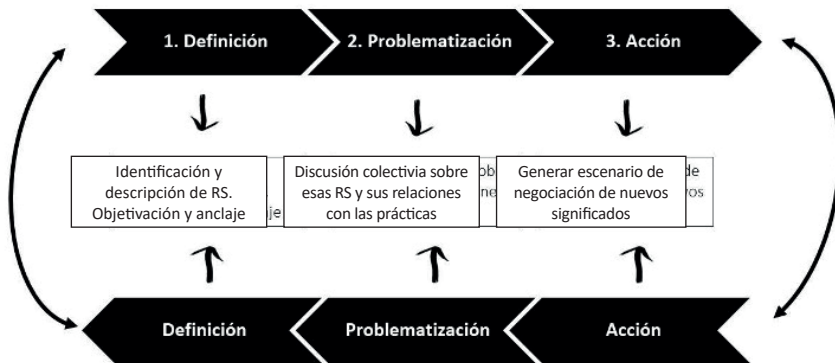 1. Definición
2. Problematización
3. Acción
Identificación y
descripción de RS.
Objetivación y anclaje
Discusión colectivia sobre
esas RS y sus relaciones
con las prácticas
Generar escenario de
negociación de nuevos
significados
Definición
Problematización
Acción